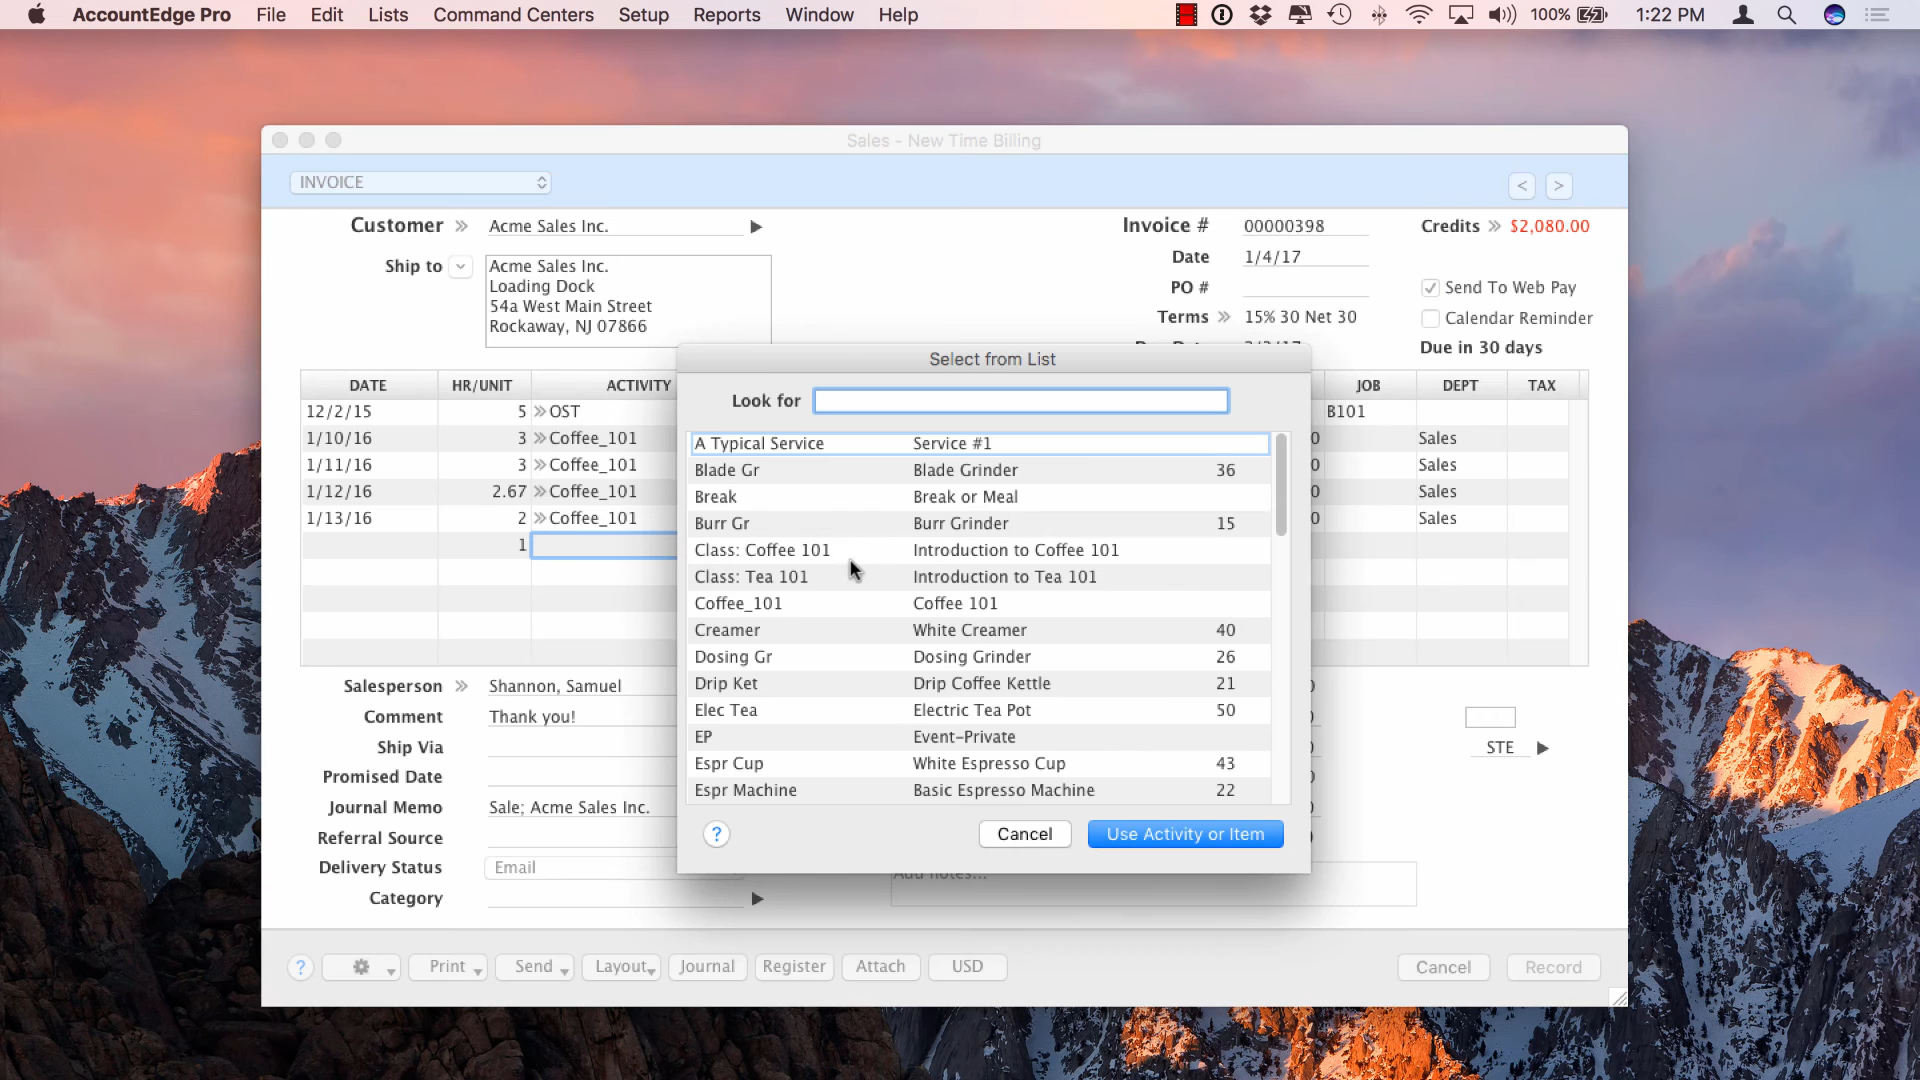 AccountEdge Pro File Edit Lists Command Centers Setup Reports Window Help 100% 1:22 PM
Sales - New Time Billing
INVOICE < >
Customer Acme Sales Inc. Invoice # 00000398 Credits $2,080.00
Date 1/4/17
Ship to Acme Sales Inc.
Loading Dock
54a West Main Street
Rockaway, NJ 07866
PO # Send To Web Pay
Terms 15% 30 Net 30 Calendar Reminder
Due in 30 days
Select from List
Look for
DATE HR/UNIT ACTIVITY JOB DEPT TAX
12/2/15 5 OST B101
1/10/16 3 Coffee_101 0 Sales
1/11/16 3 Coffee_101 0 Sales
1/12/16 2.67 Coffee_101 0 Sales
1/13/16 2 Coffee_101 0 Sales
1
A Typical Service Service #1
Blade Gr Blade Grinder 36
Break Break or Meal
Burr Gr Burr Grinder 15
Class: Coffee 101 Introduction to Coffee 101
Class: Tea 101 Introduction to Tea 101
Coffee_101 Coffee 101
Creamer White Creamer 40
Dosing Gr Dosing Grinder 26
Drip Ket Drip Coffee Kettle 21
Elec Tea Electric Tea Pot 50
EP Event-Private
Espr Cup White Espresso Cup 43
Espr Machine Basic Espresso Machine 22
? Cancel Use Activity or Item
Salesperson Shannon, Samuel
Comment Thank you!
Ship Via STE
Promised Date
Journal Memo Sale; Acme Sales Inc.
Referral Source
Delivery Status Email Add notes...
Category
? Print Send Layout Journal Register Attach USD Cancel Record